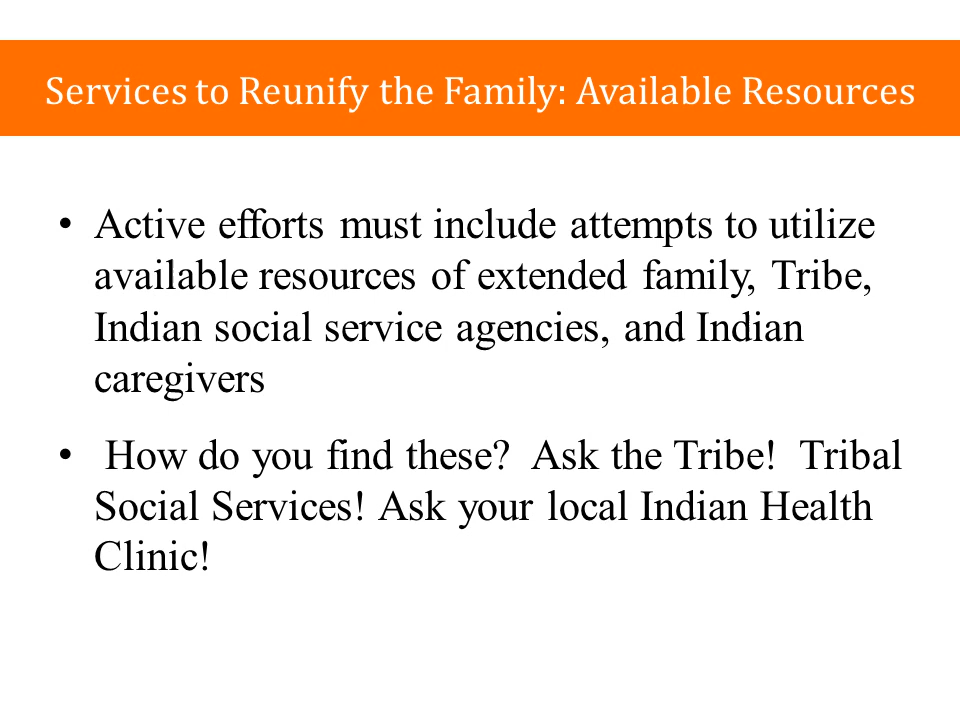 Services to Reunify the Family: Available Resources
• Active efforts must include attempts to utilize
available resources of extended family, Tribe,
Indian social service agencies, and Indian
caregivers
• How do you find these? Ask the Tribe! Tribal
Social Services! Ask your local Indian Health
Clinic!